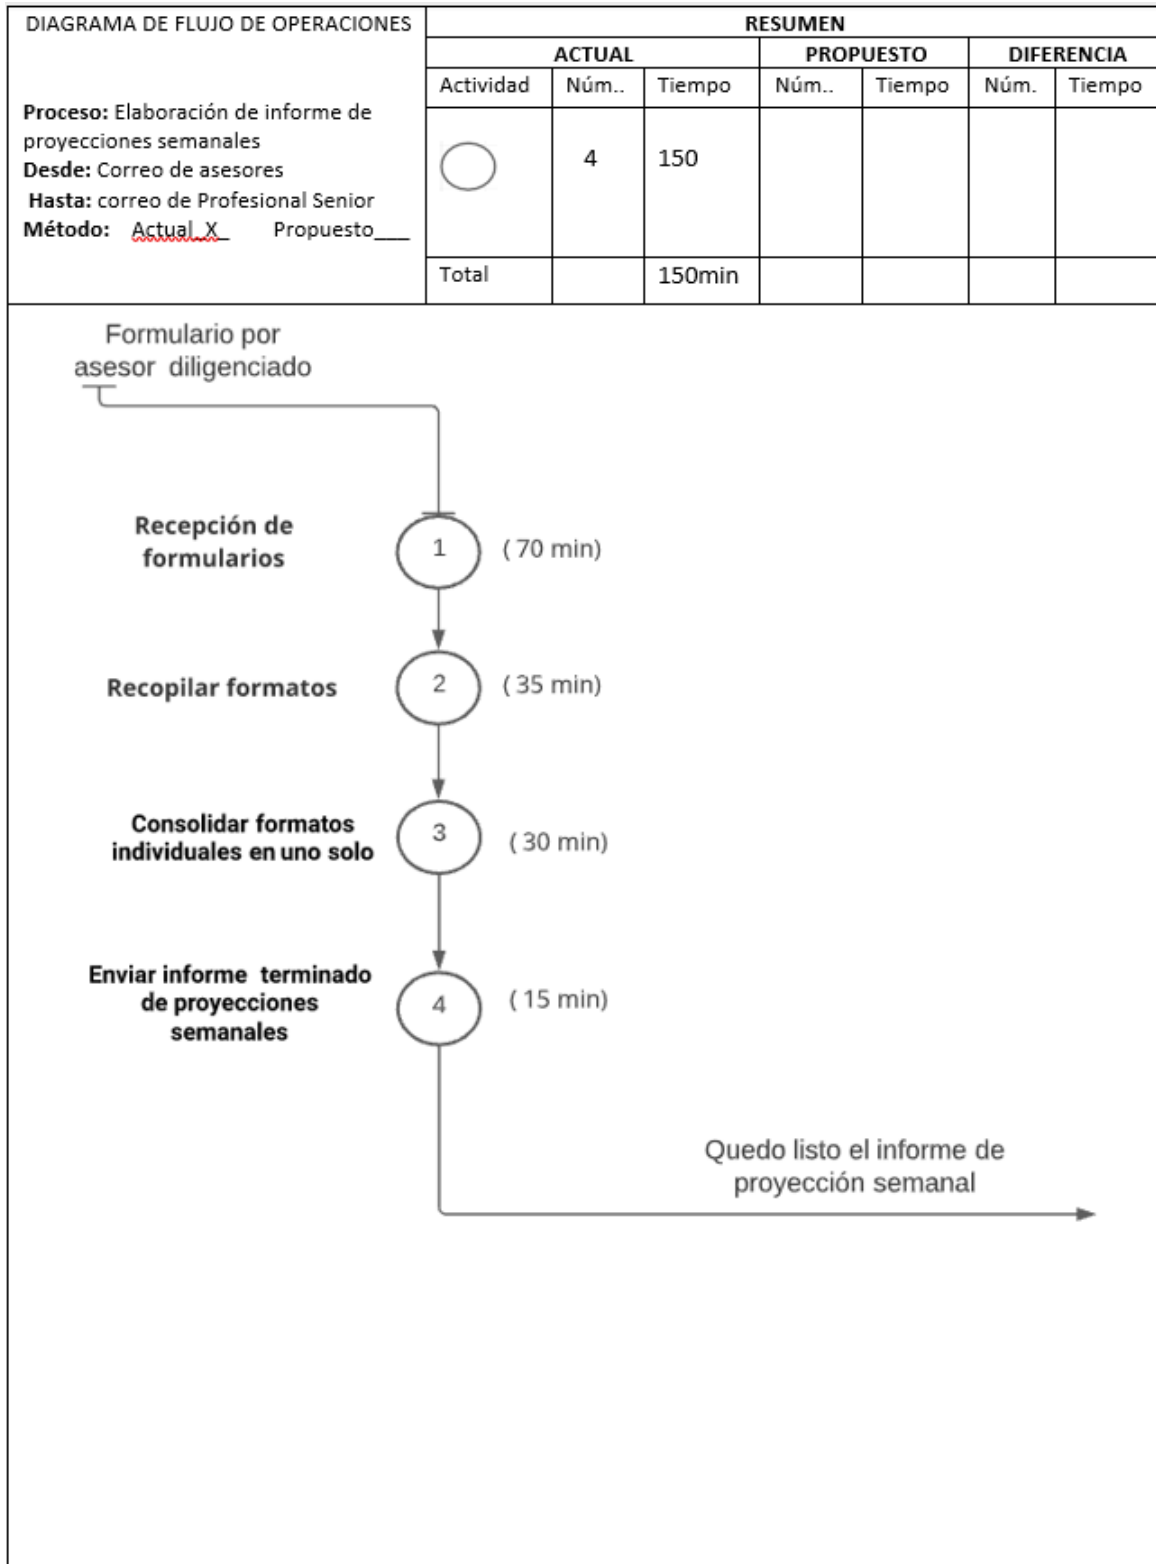 DIAGRAMA DE FLUJO DE OPERACIONES
Proceso: Elaboración de informe de
proyecciones semanales
Desde: Correo de asesores
Hasta: correo de Profesional Senior
Método: Actual_X_ Propuesto___
RESUMEN
ACTUAL PROPUESTO DIFERENCIA
Actividad Núm.. Tiempo Núm.. Tiempo Núm. Tiempo
4 150
Total 150min
Formulario por
asesor diligenciado
Recepción de
formularios
1 ( 70 min)
Recopilar formatos 2 ( 35 min)
Consolidar formatos
individuales en uno solo
3 ( 30 min)
Enviar informe terminado
de proyecciones
semanales
4 ( 15 min)
Quedo listo el informe de
proyección semanal